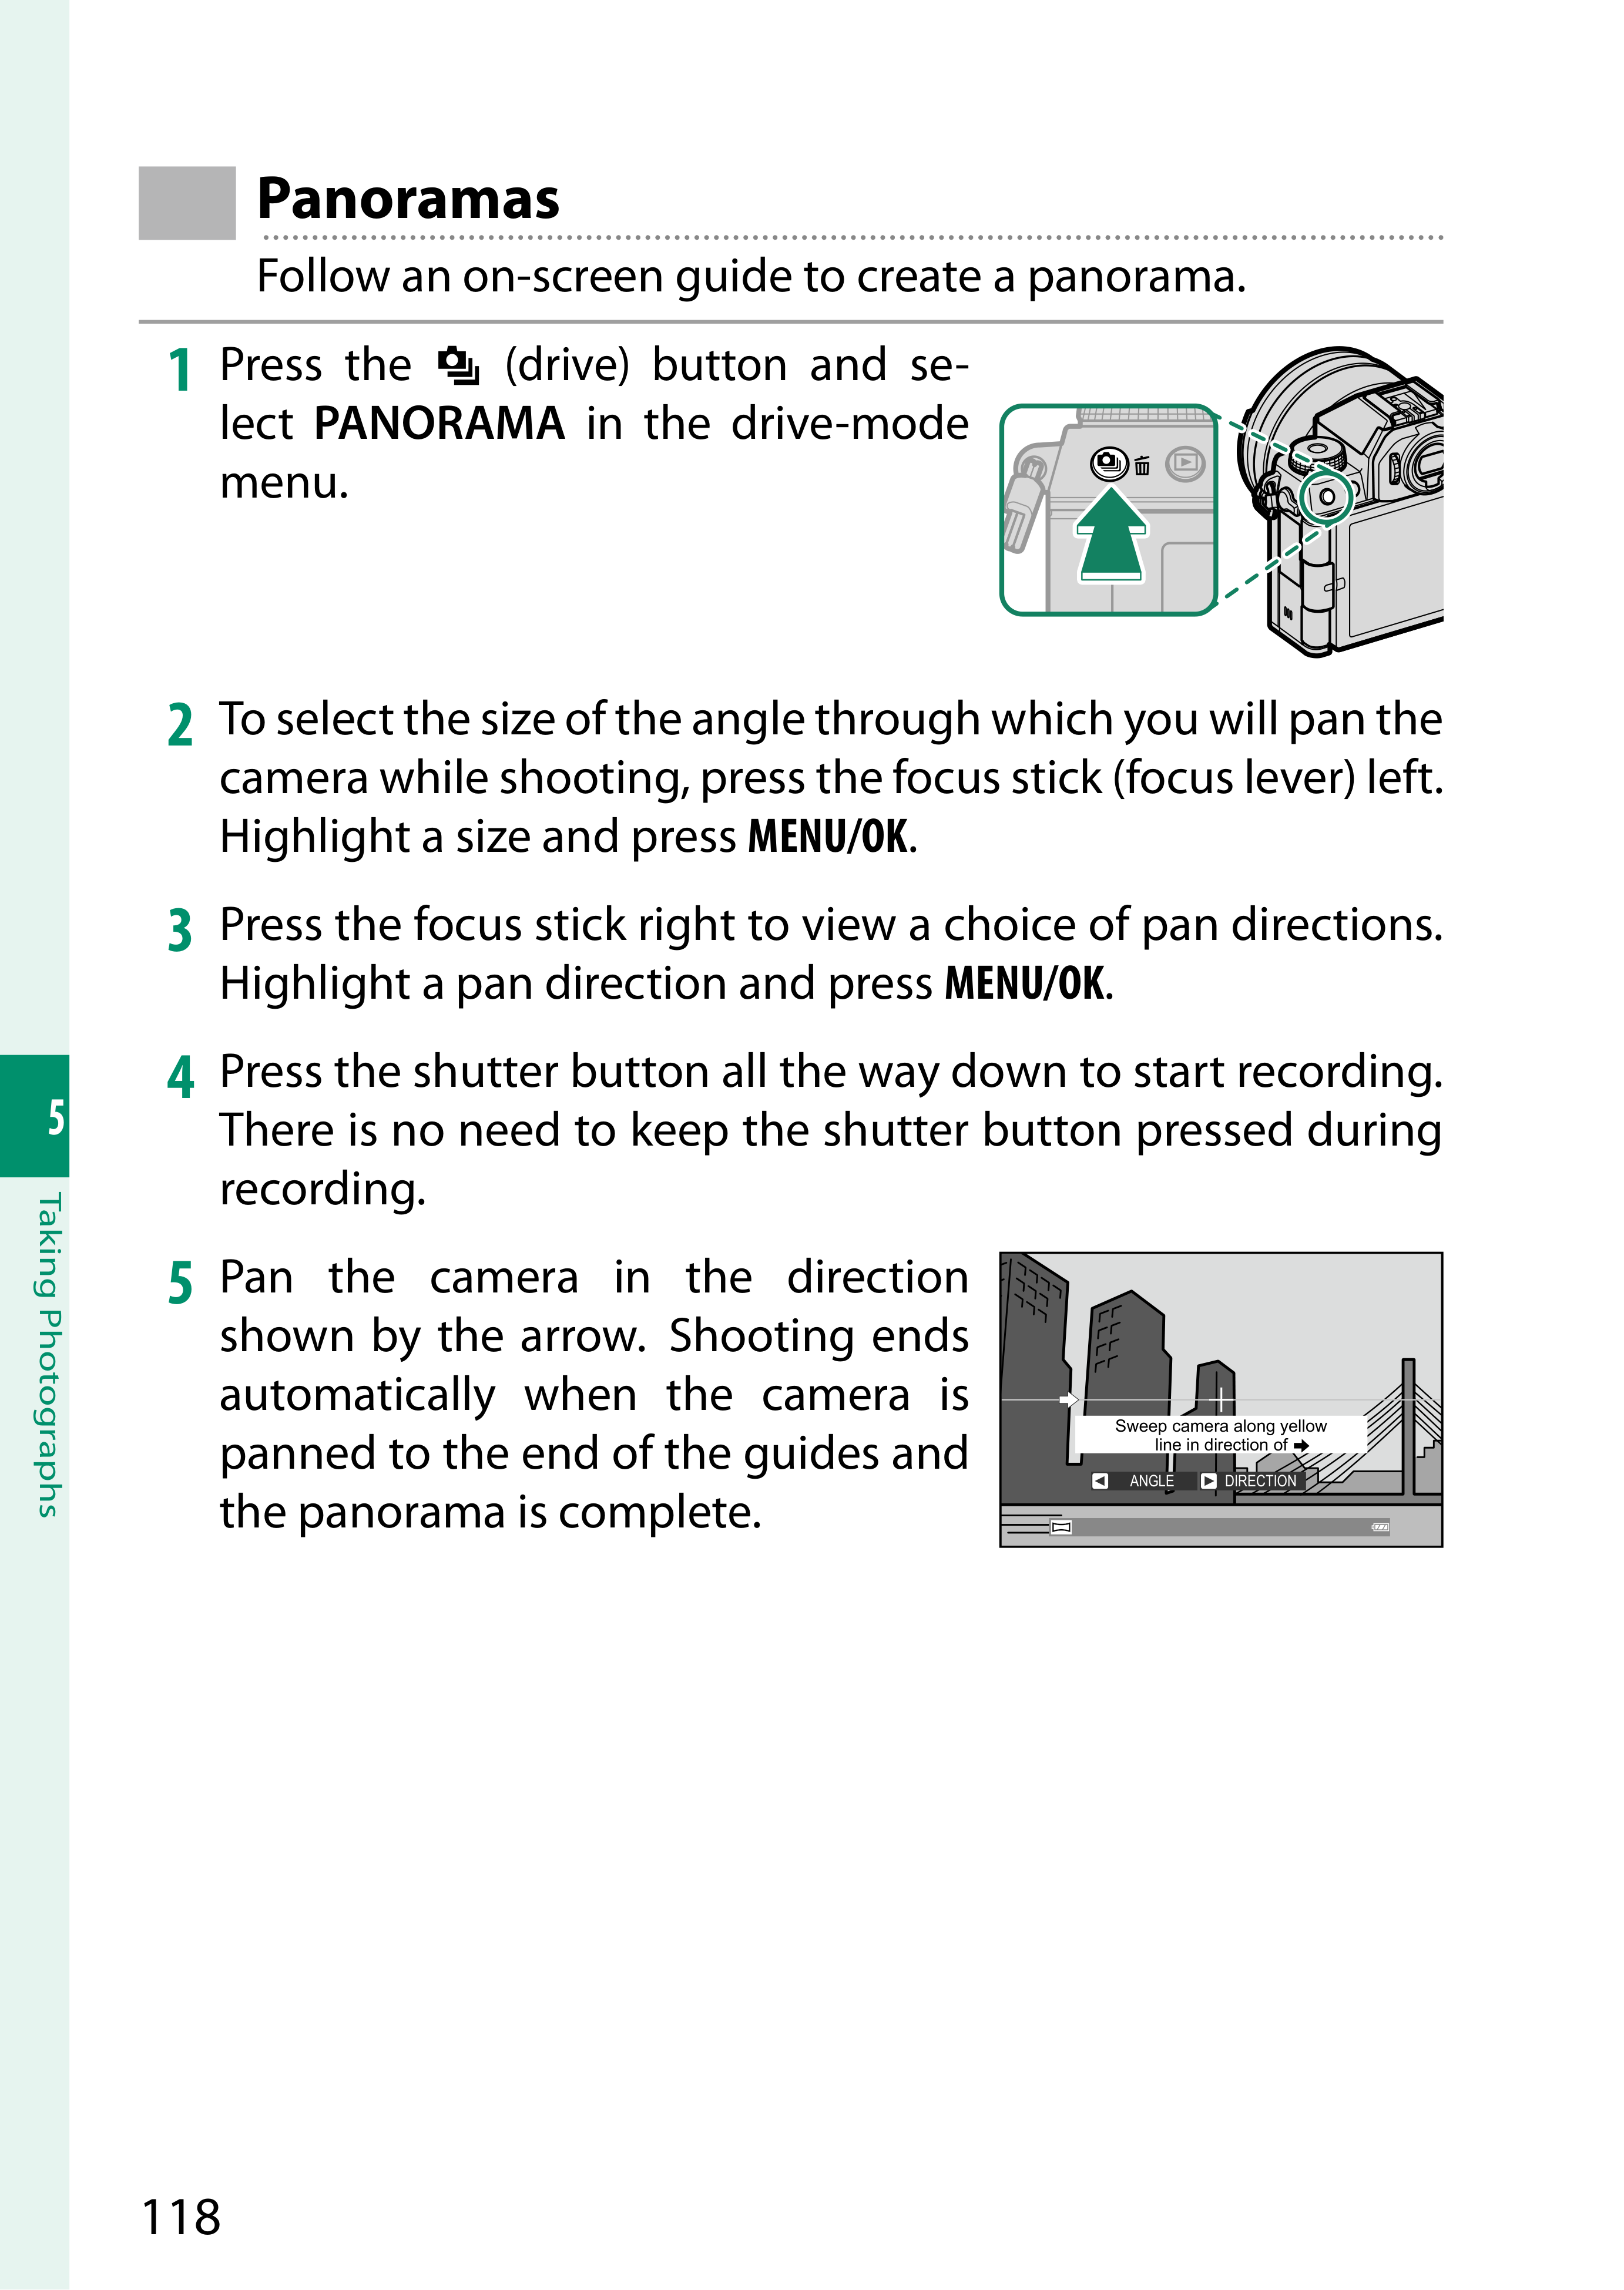 Panoramas
Follow an on-screen guide to create a panorama.
1 Press the (drive) button and se-
lect PANORAMA in the drive-mode
menu.
2 To select the size of the angle through which you will pan the
camera while shooting, press the focus stick (focus lever) left.
Highlight a size and press MENU/OK.
3 Press the focus stick right to view a choice of pan directions.
Highlight a pan direction and press MENU/OK.
4 Press the shutter button all the way down to start recording.
There is no need to keep the shutter button pressed during
recording.
5 Pan the camera in the direction
shown by the arrow. Shooting ends
automatically when the camera is
panned to the end of the guides and
the panorama is complete.
Sweep camera along yellow
line in direction of
ANGLE DIRECTION
5
Taking Photographs
118